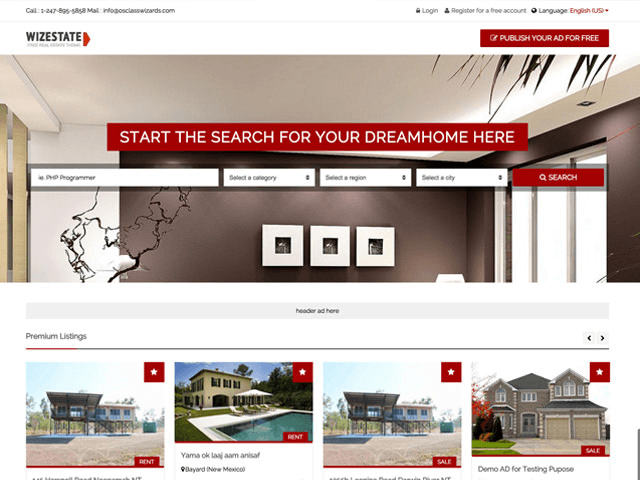 Call : 1-247-895-5858 Mail : info@osclasswizards.com
Login Register for a free account Language: English (US)
WIZESTATE
FREE REAL ESTATE THEME
PUBLISH YOUR AD FOR FREE
START THE SEARCH FOR YOUR DREAMHOME HERE
ie. PHP Programmer Select a category Select a region Select a city SEARCH
header ad here
Premium Listings
RENT RENT SALE SALE
Yama ok laaj aam anisaf
Bayard (New Mexico)
Demo AD for Testing Pupose